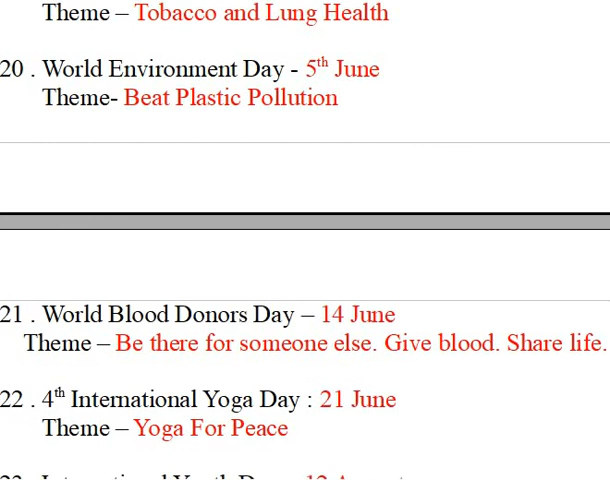 Theme – Tobacco and Lung Health
20 . World Environment Day - 5th June
Theme- Beat Plastic Pollution
21 . World Blood Donors Day – 14 June
Theme – Be there for someone else. Give blood. Share life.
22 . 4th International Yoga Day : 21 June
Theme – Yoga For Peace